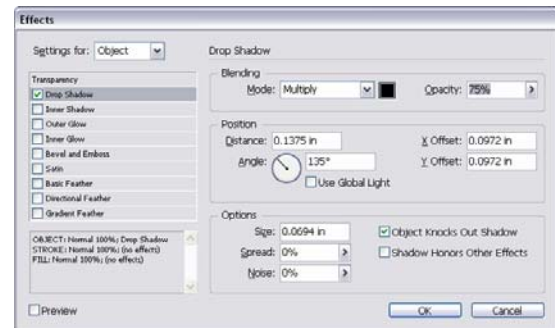 Effects
Settings for: Object
Drop Shadow
Transparency
Drop Shadow
Inner Shadow
Outer Glow
Inner Glow
Bevel and Emboss
Satin
Basic Feather
Directional Feather
Gradient Feather
OBJECT: Normal 100%; Drop Shadow
STROKE: Normal 100%; (no effects)
FILL: Normal 100%; (no effects)
Preview
Blending
Mode: Multiply Opacity: 75%
Position
Distance: 0.1375 in X Offset: 0.0972 in
Angle: 135° Y Offset: 0.0972 in
Use Global Light
Options
Size: 0.0694 in Object Knocks Out Shadow
Spread: 0% Shadow Honors Other Effects
Noise: 0%
OK Cancel